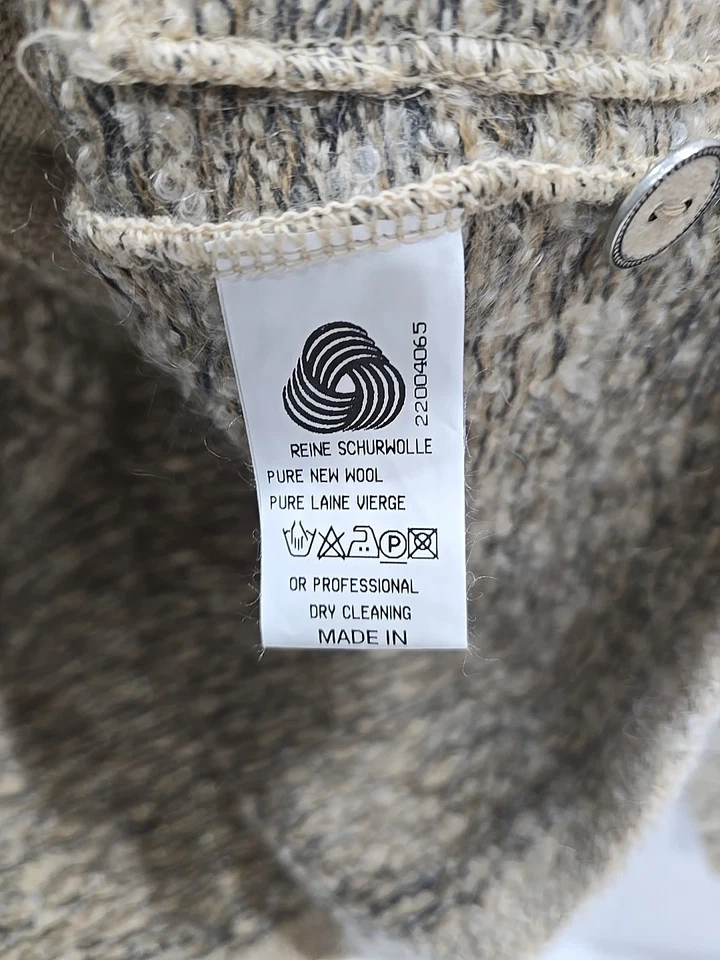 22004065
REINE SCHURWOLLE
PURE NEW WOOL
PURE LAINE VIERGE
P
OR PROFESSIONAL
DRY CLEANING
MADE IN